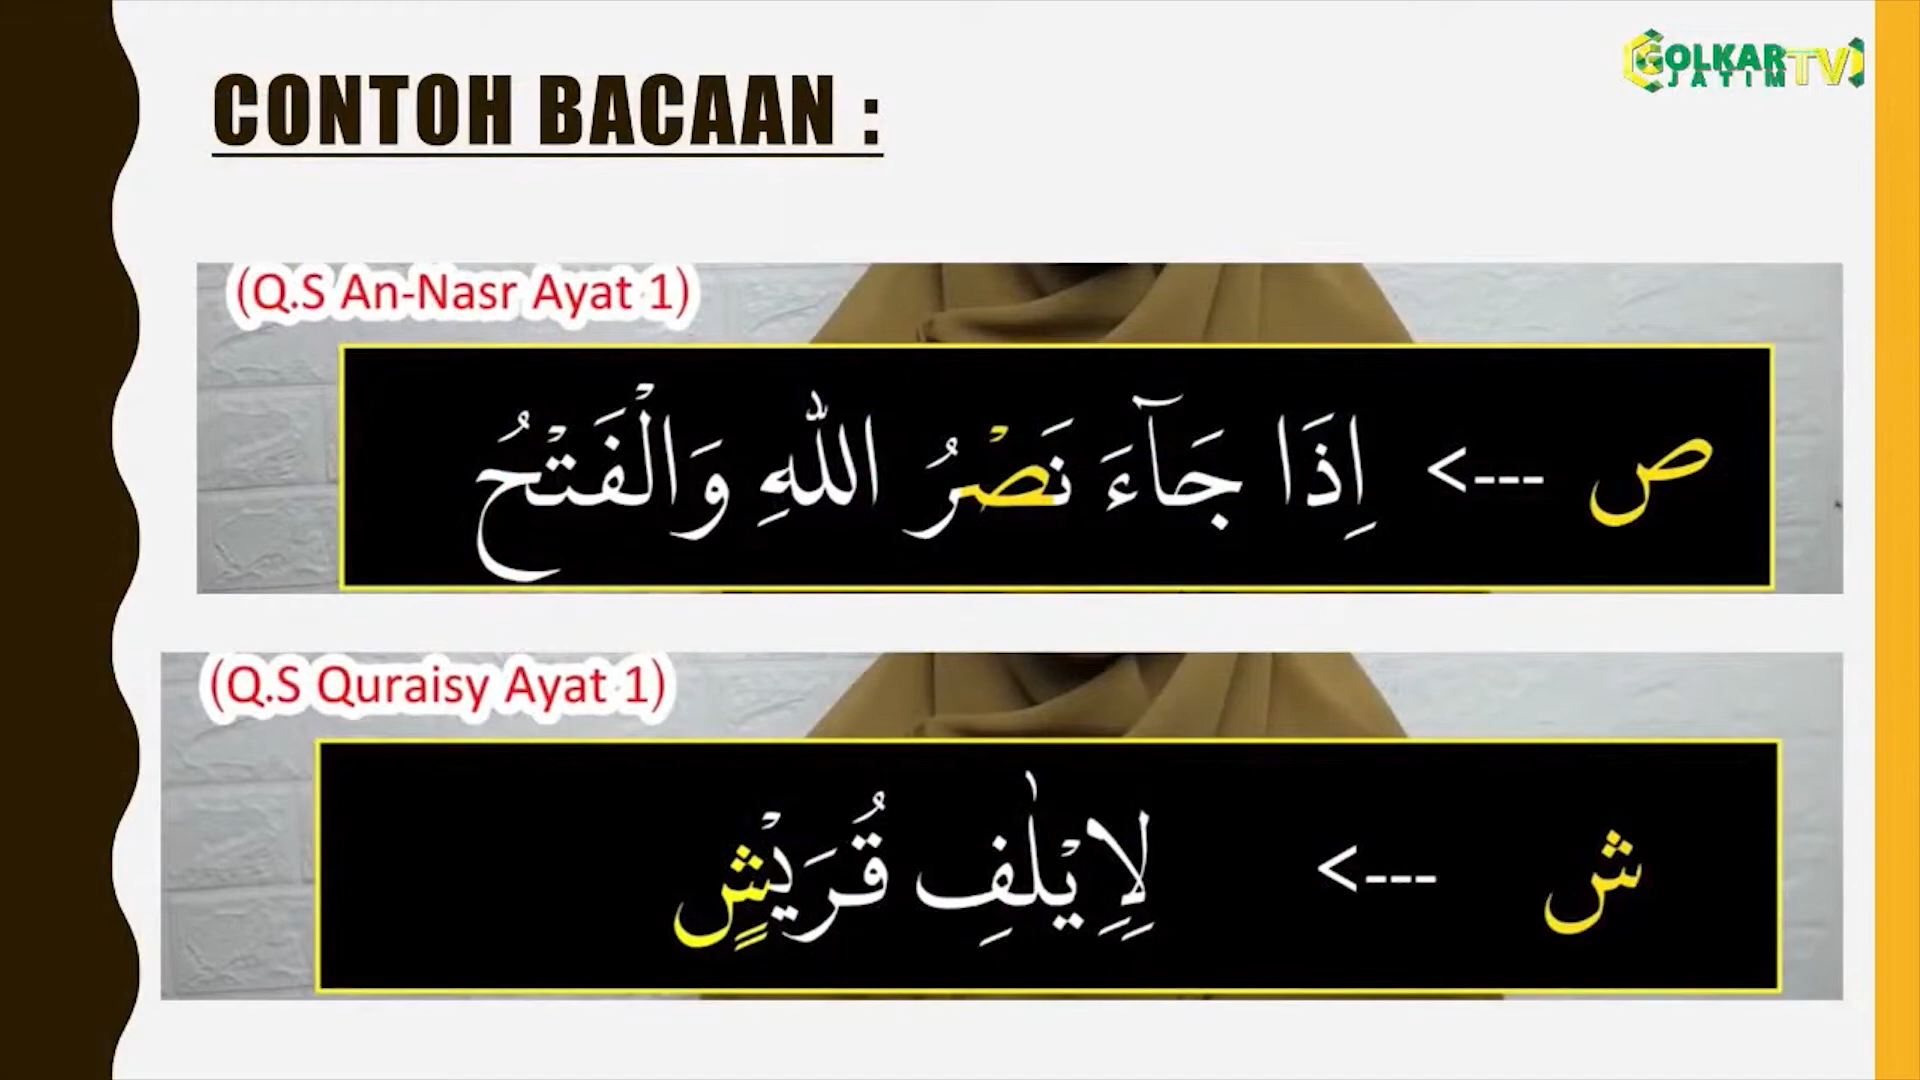 CONTOH BACAAN :
GOLKAR TV
JATIM
(Q.S An-Nasr Ayat 1)
ص ---> اِذَا جَآءَ نَصْرُ اللّٰهِ وَالْفَتْحُ
(Q.S Quraisy Ayat 1)
ش ---> لِاِيْلٰفِ قُرَيْشٍ